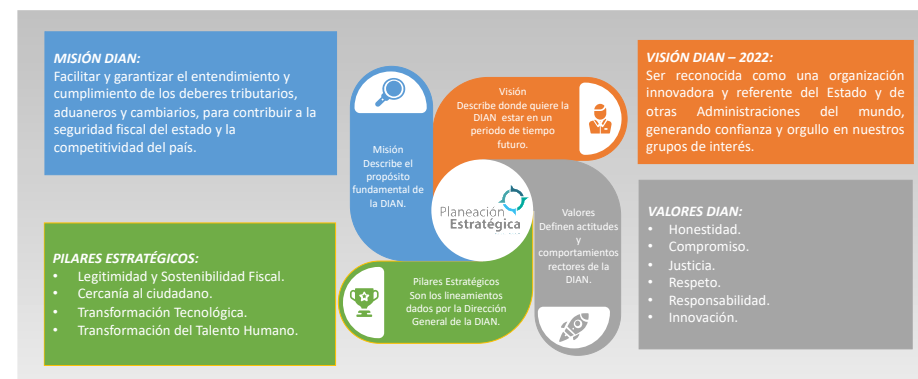 MISIÓN DIAN:
Facilitar y garantizar el entendimiento y
cumplimiento de los deberes tributarios,
aduaneros y cambiarios, para contribuir a la
seguridad fiscal del estado y la
competitividad del país.
PILARES ESTRATÉGICOS:
• Legitimidad y Sostenibilidad Fiscal.
• Cercanía al ciudadano.
• Transformación Tecnológica.
• Transformación del Talento Humano.
Misión
Describe el
propósito
fundamental de
la DIAN.
Visión
Describe donde quiere la
DIAN estar en un
periodo de tiempo
futuro.
Planeación
Estratégica
Valores
Definen actitudes
y
comportamientos
rectores de la
DIAN.
Pilares Estratégicos
Son los lineamientos
dados por la Dirección
General de la DIAN.
VISIÓN DIAN – 2022:
Ser reconocida como una organización
innovadora y referente del Estado y de
otras Administraciones del mundo,
generando confianza y orgullo en nuestros
grupos de interés.
VALORES DIAN:
• Honestidad.
• Compromiso.
• Justicia.
• Respeto.
• Responsabilidad.
• Innovación.